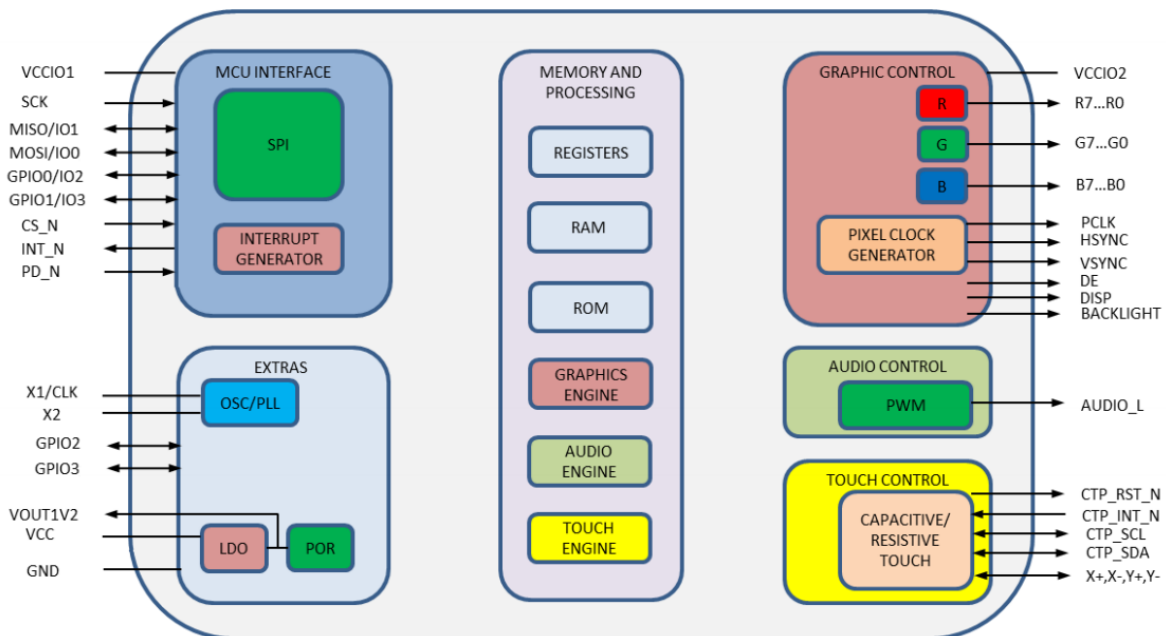 VCCIO1
SCK
MISO/IO1
MOSI/IO0
GPIO0/IO2
GPIO1/IO3
CS_N
INT_N
PD_N
MCU INTERFACE
SPI
INTERRUPT
GENERATOR
X1/CLK
X2
GPIO2
GPIO3
VOUT1V2
VCC
GND
EXTRAS
OSC/PLL
LDO
POR
MEMORY AND
PROCESSING
REGISTERS
RAM
ROM
GRAPHICS
ENGINE
AUDIO
ENGINE
TOUCH
ENGINE
GRAPHIC CONTROL
R
G
B
PIXEL CLOCK
GENERATOR
VCCIO2
R7...R0
G7...G0
B7...B0
PCLK
HSYNC
VSYNC
DE
DISP
BACKLIGHT
AUDIO CONTROL
PWM
AUDIO_L
TOUCH CONTROL
CAPACITIVE/
RESISTIVE
TOUCH
CTP_RST_N
CTP_INT_N
CTP_SCL
CTP_SDA
X+,X-,Y+,Y-